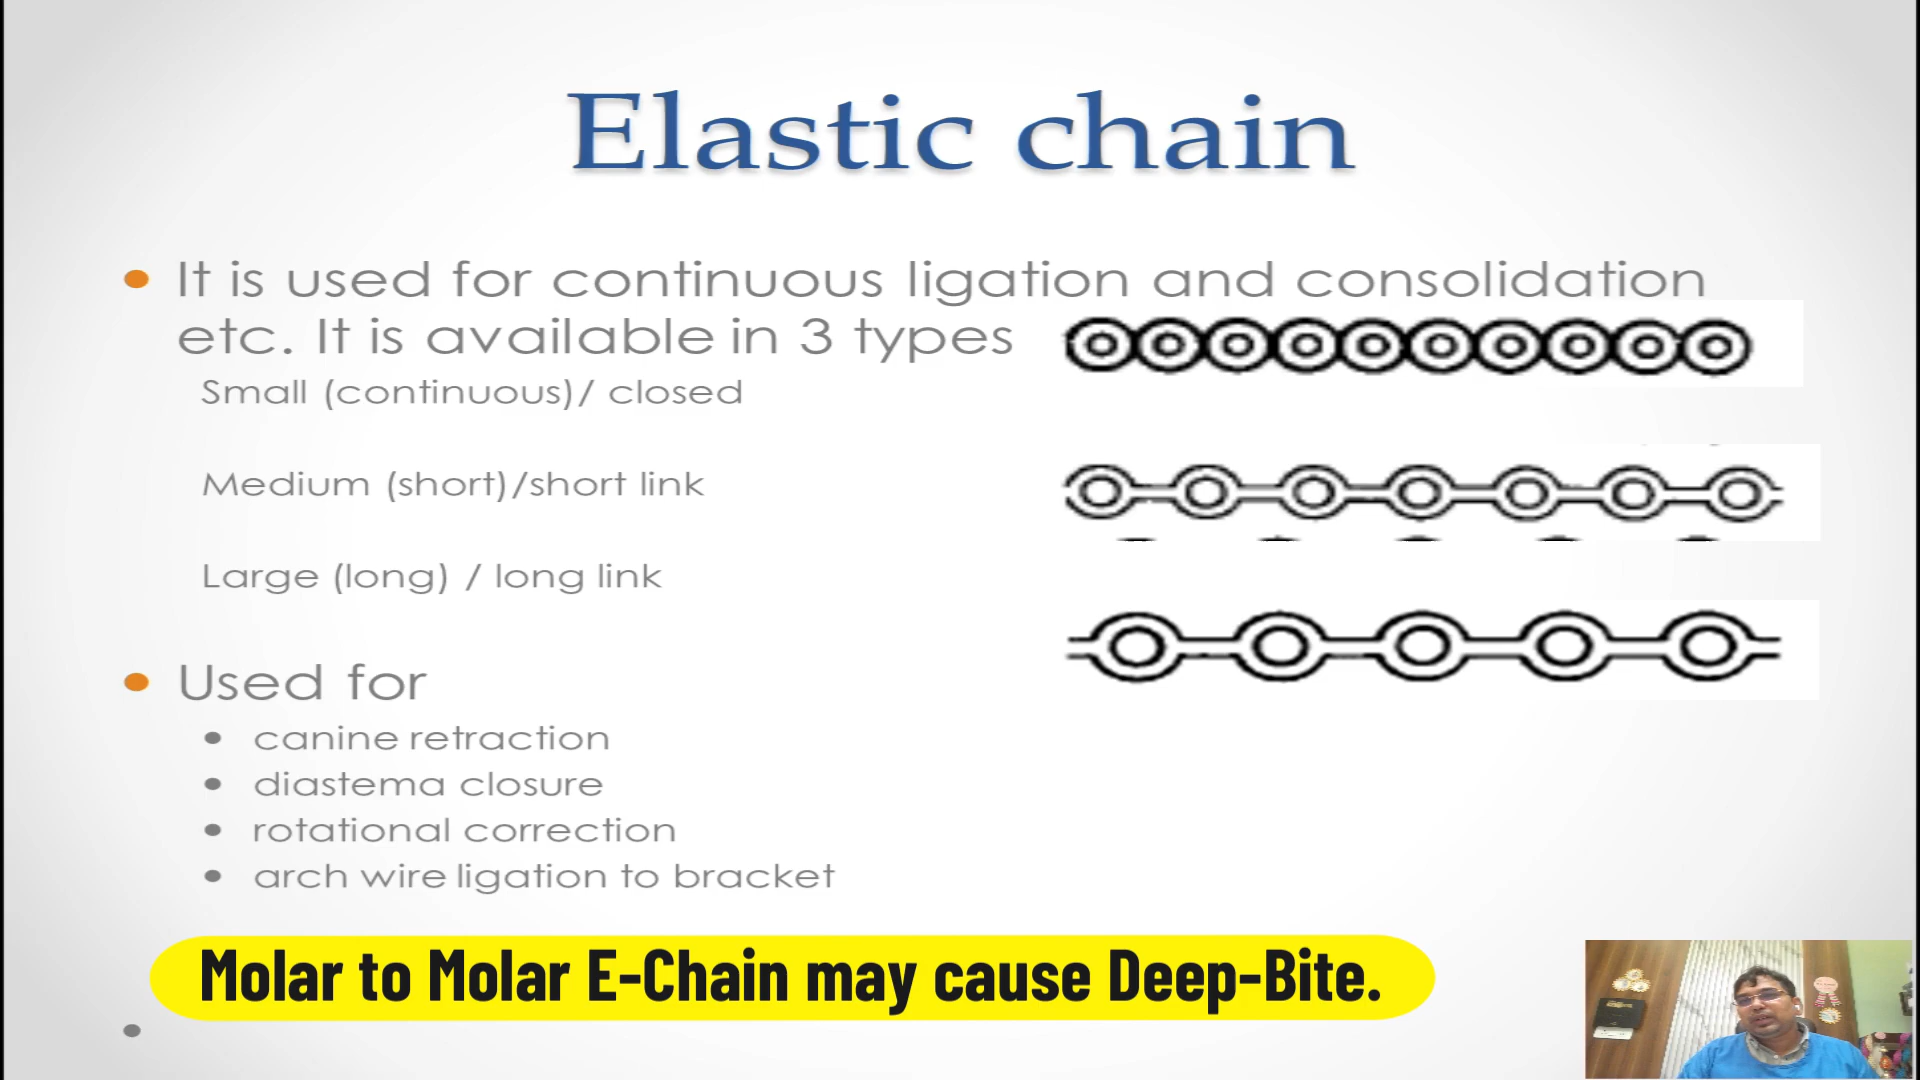 Elastic chain
It is used for continuous ligation and consolidation
etc. It is available in 3 types
Small (continuous)/ closed
Medium (short)/short link
Large (long) / long link
Used for
canine retraction
diastema closure
rotational correction
arch wire ligation to bracket
Molar to Molar E-Chain may cause Deep-Bite.